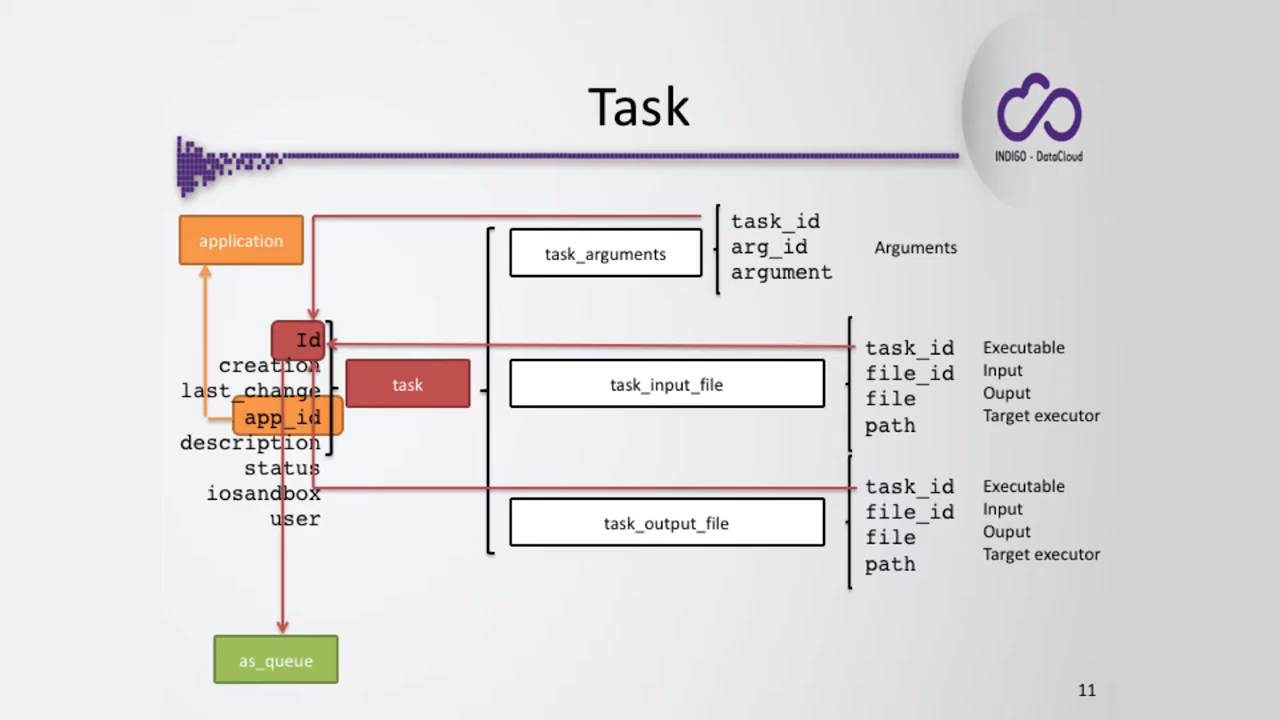 Task
INDIGO - DataCloud
application
task_arguments
task_id
arg_id
argument
Arguments
Id
creation
last_change
app_id
description
status
iosandbox
user
task
task_input_file
task_id
file_id
file
path
Executable
Input
Ouput
Target executor
task_output_file
task_id
file_id
file
path
Executable
Input
Ouput
Target executor
as_queue
11